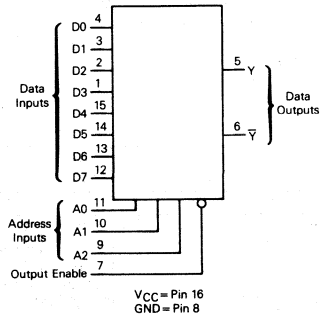 D0 4
D1 3
D2 2
D3 1
D4 15
D5 14
D6 13
D7 12
Data
Inputs
5 Y
6 Y̅
Data
Outputs
A0 11
A1 10
A2 9
Address
Inputs
Output Enable 7
VCC = Pin 16
GND = Pin 8